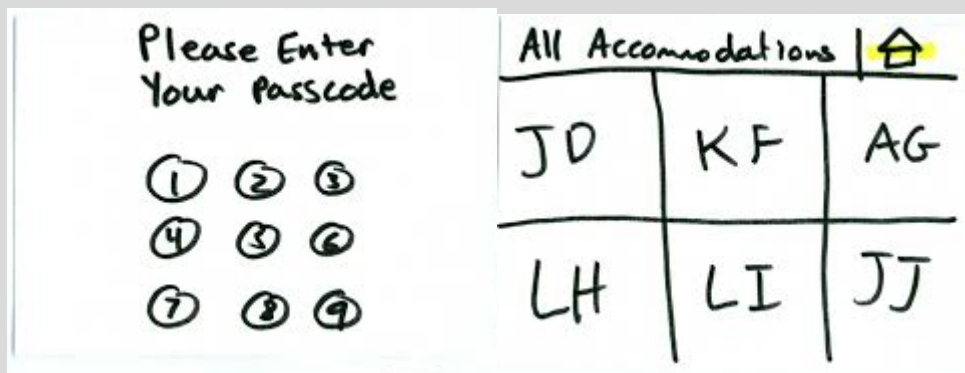 Please Enter
Your Passcode
1 2 3
4 5 6
7 8 9
All Accomodations
JD KF AG
LH LI JJ